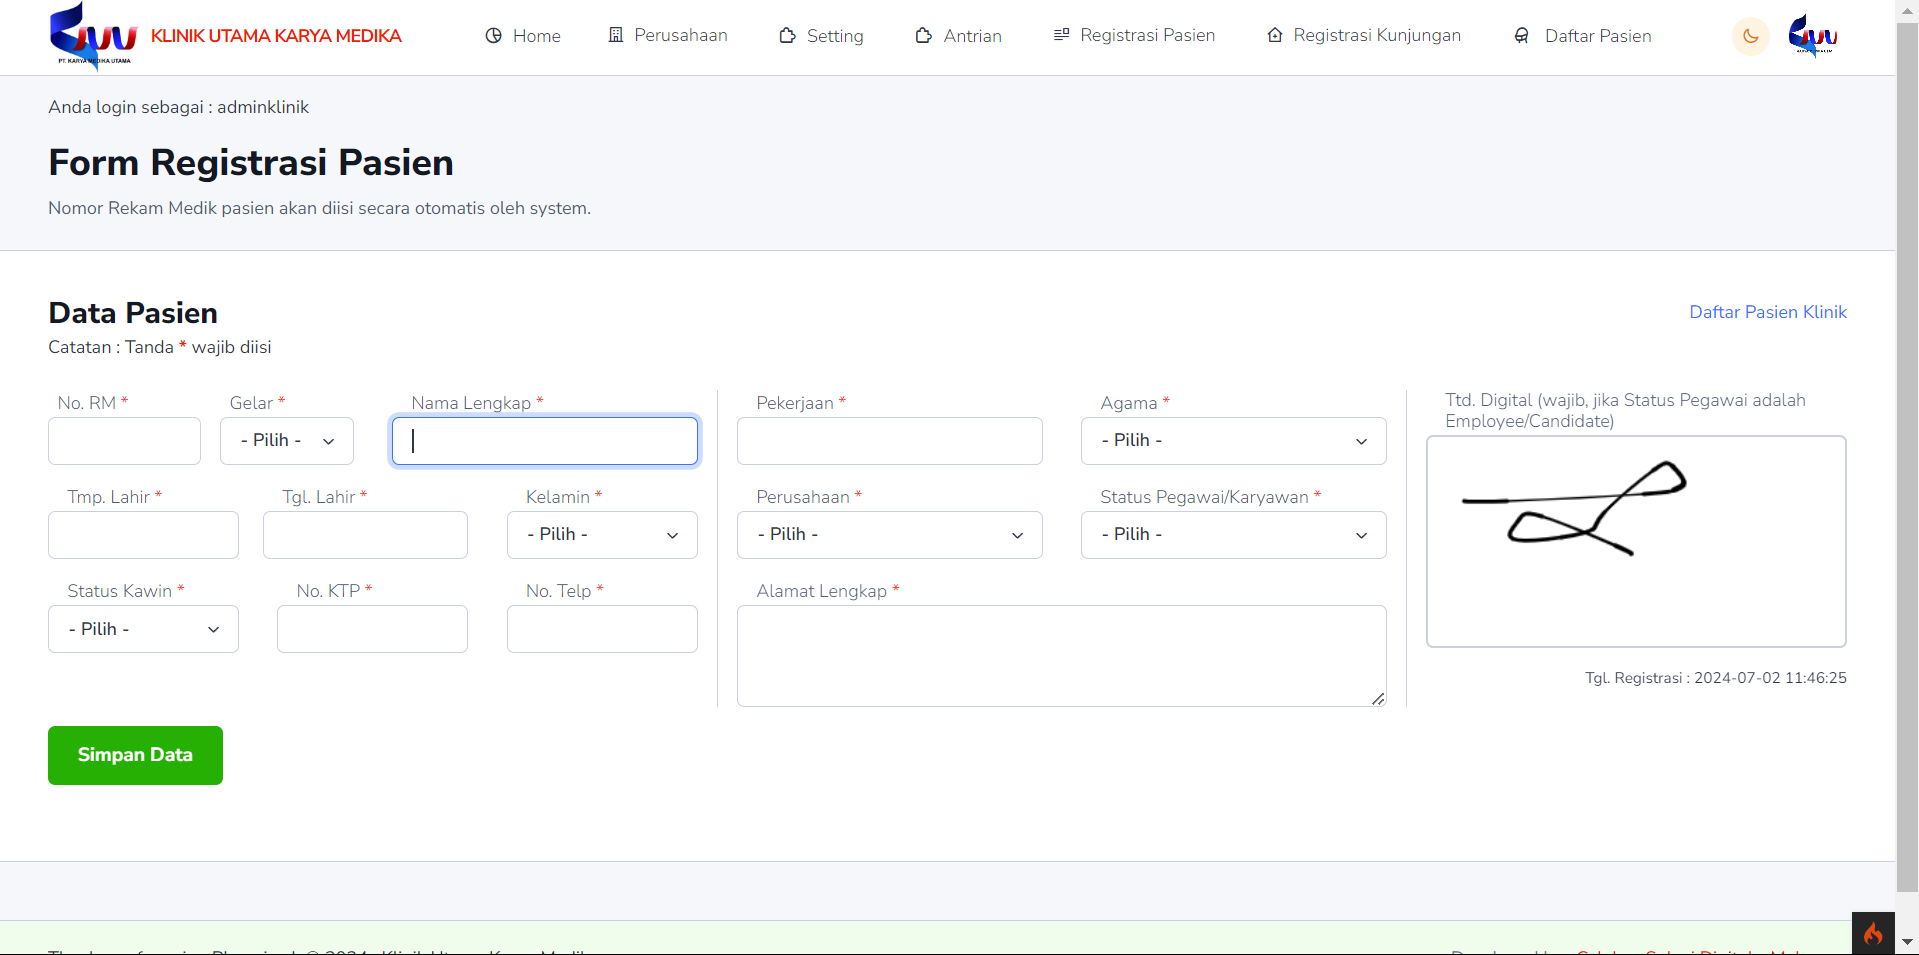 PT. KARYA MEDIKA UTAMA
KLINIK UTAMA KARYA MEDIKA
Home
Perusahaan
Setting
Antrian
Registrasi Pasien
Registrasi Kunjungan
Daftar Pasien
Anda login sebagai : adminklinik
Form Registrasi Pasien
Nomor Rekam Medik pasien akan diisi secara otomatis oleh system.
Data Pasien
Daftar Pasien Klinik
Catatan : Tanda * wajib diisi
No. RM *
Gelar *
- Pilih -
Nama Lengkap *
Tmp. Lahir *
Tgl. Lahir *
Kelamin *
- Pilih -
Status Kawin *
- Pilih -
No. KTP *
No. Telp *
Pekerjaan *
Agama *
- Pilih -
Perusahaan *
- Pilih -
Status Pegawai/Karyawan *
- Pilih -
Alamat Lengkap *
Ttd. Digital (wajib, jika Status Pegawai adalah
Employee/Candidate)
Tgl. Registrasi : 2024-07-02 11:46:25
Simpan Data